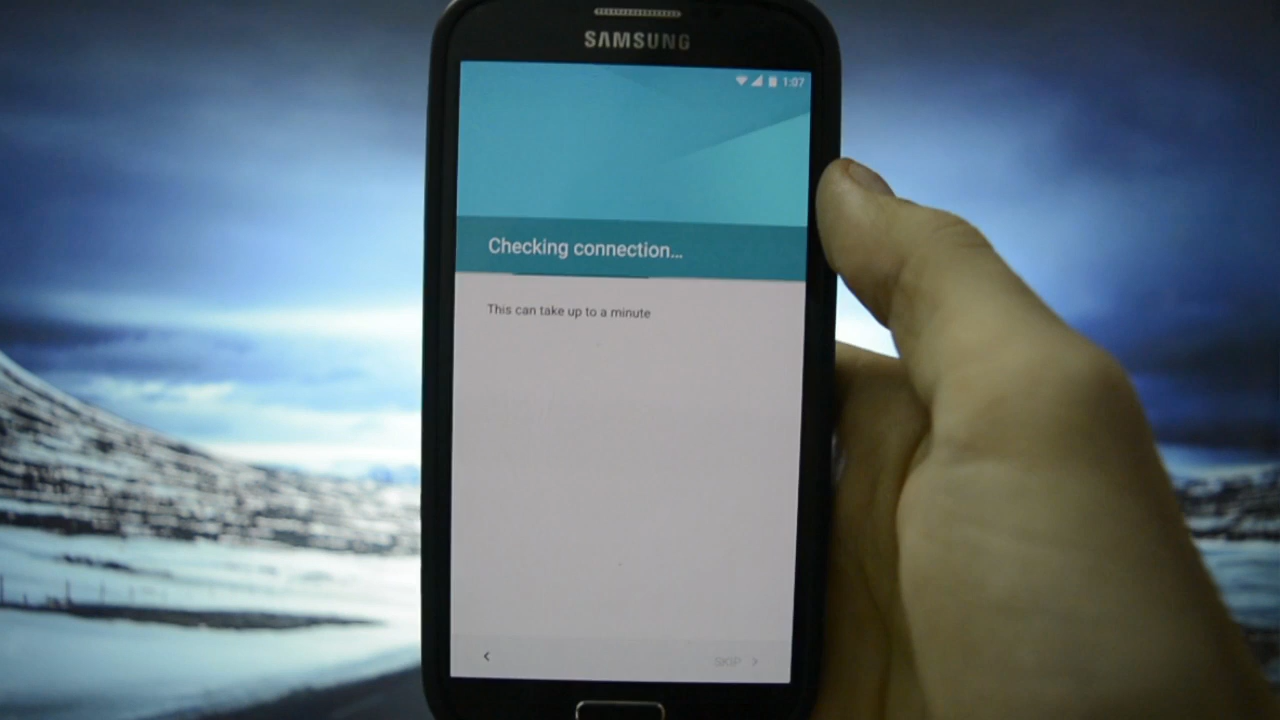 SAMSUNG
1:07
Checking connection...
This can take up to a minute
SKIP